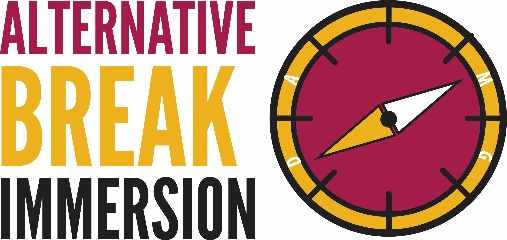 ALTERNATIVE
BREAK
IMMERSION
A M
D G